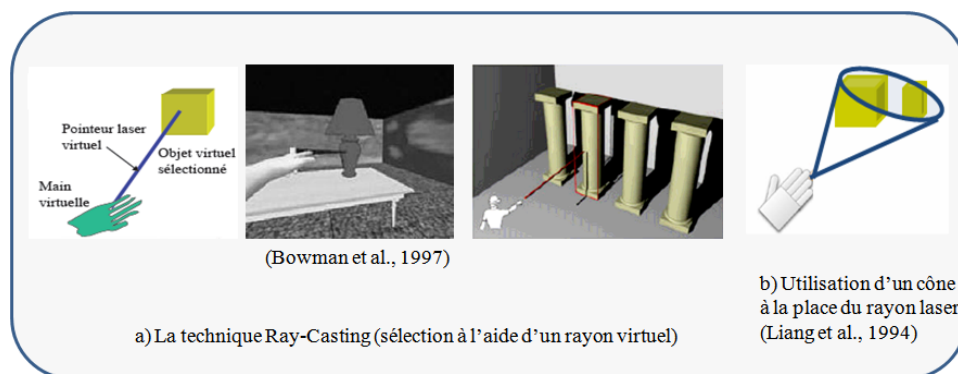 Pointeur laser
virtuel
Objet virtuel
sélectionné
Main
virtuelle
(Bowman et al., 1997)
a) La technique Ray-Casting (sélection à l'aide d'un rayon virtuel)
b) Utilisation d'un cône
à la place du rayon laser
(Liang et al., 1994)